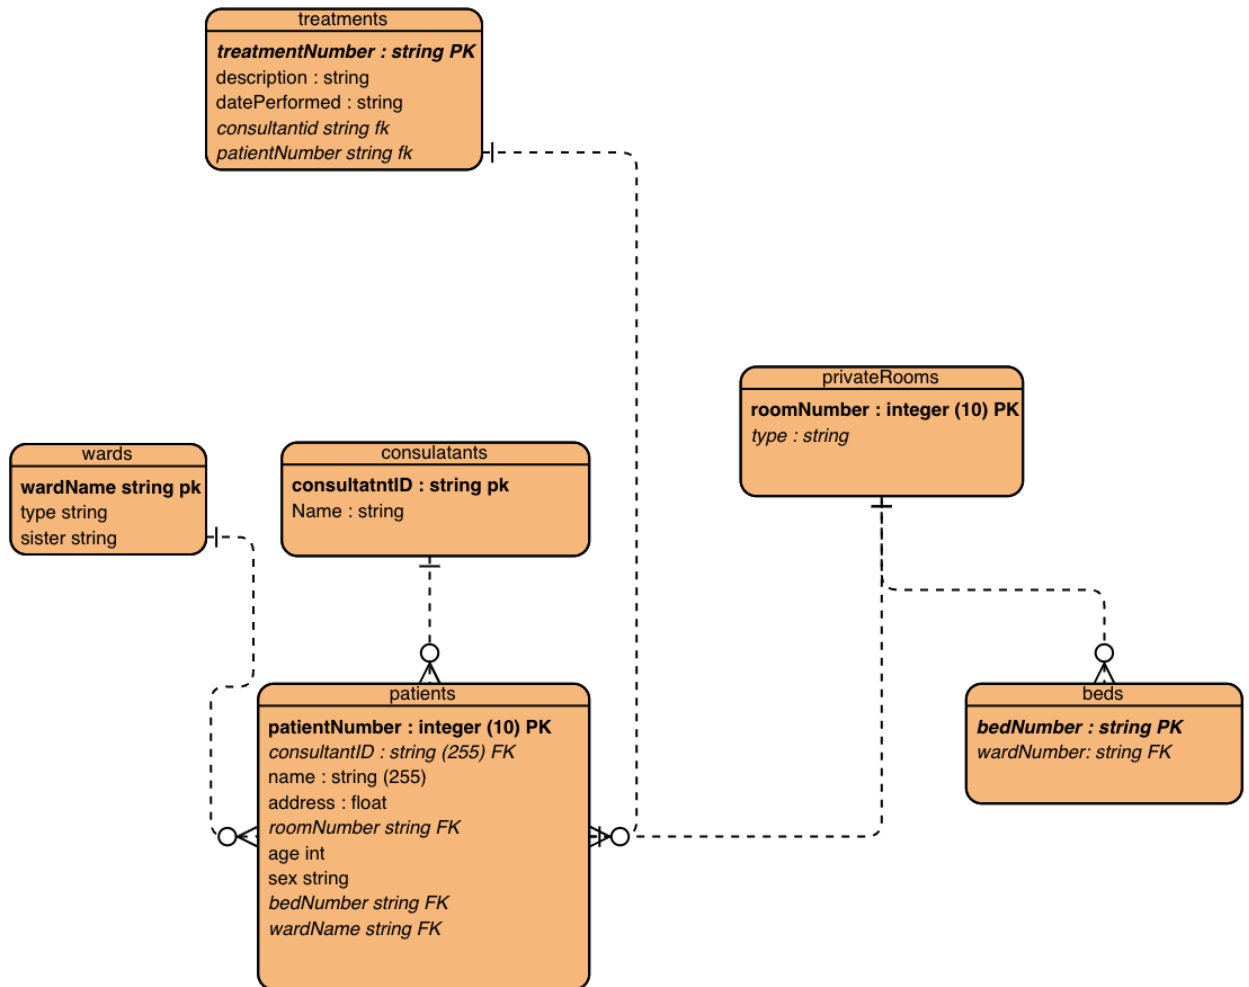 treatments
treatmentNumber : string PK
description : string
datePerformed : string
consultantid string fk
patientNumber string fk
privateRooms
roomNumber : integer (10) PK
type : string
wards
wardName string pk
type string
sister string
consulatants
consultatntID : string pk
Name : string
patients
patientNumber : integer (10) PK
consultantID : string (255) FK
name : string (255)
address : float
roomNumber string FK
age int
sex string
bedNumber string FK
wardName string FK
beds
bedNumber : string PK
wardNumber: string FK